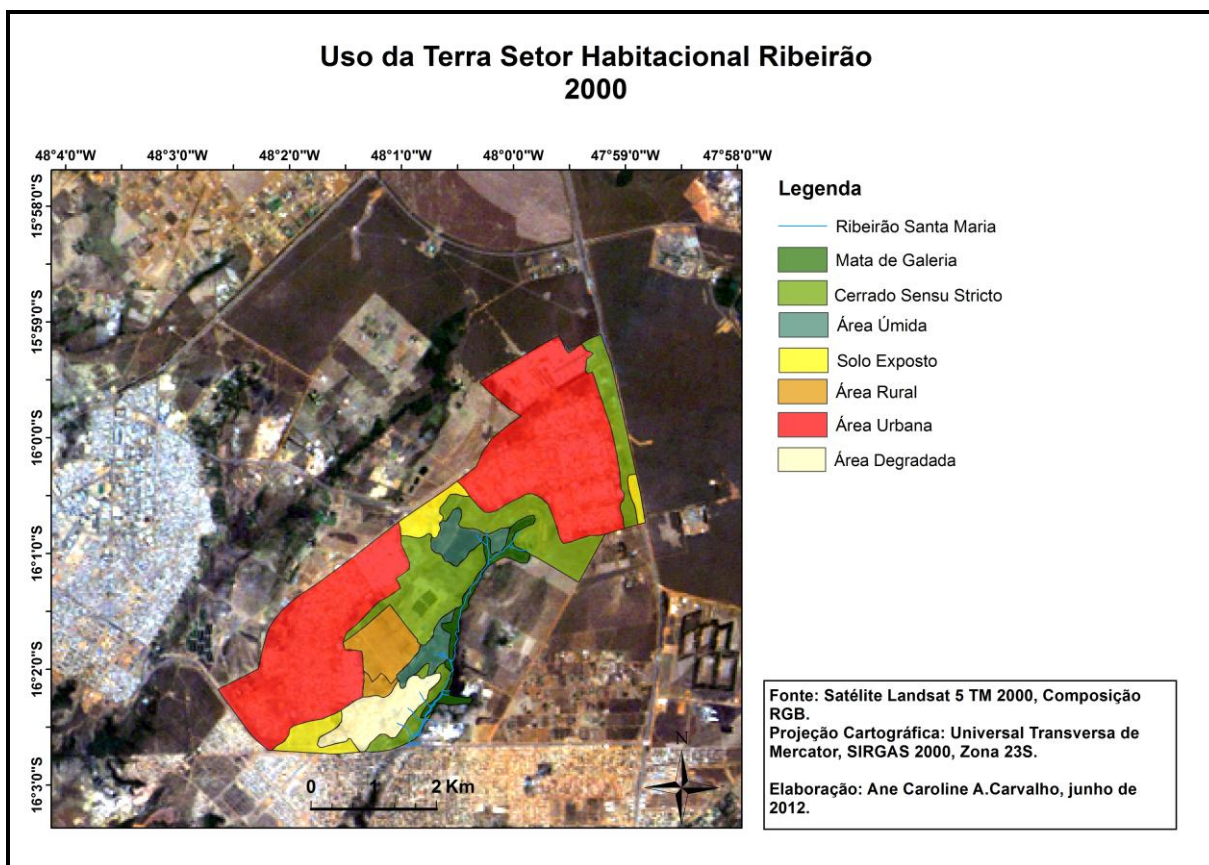 Uso da Terra Setor Habitacional Ribeirão
2000
48°4'0"W 48°3'0"W 48°2'0"W 48°1'0"W 48°0'0"W 47°59'0"W 47°58'0"W
15°58'0"S
15°59'0"S
16°0'0"S
16°1'0"S
16°2'0"S
16°3'0"S
0 1 2 Km
N
Legenda
Ribeirão Santa Maria
Mata de Galeria
Cerrado Sensu Stricto
Área Úmida
Solo Exposto
Área Rural
Área Urbana
Área Degradada
Fonte: Satélite Landsat 5 TM 2000, Composição
RGB.
Projeção Cartográfica: Universal Transversa de
Mercator, SIRGAS 2000, Zona 23S.
Elaboração: Ane Caroline A.Carvalho, junho de
2012.